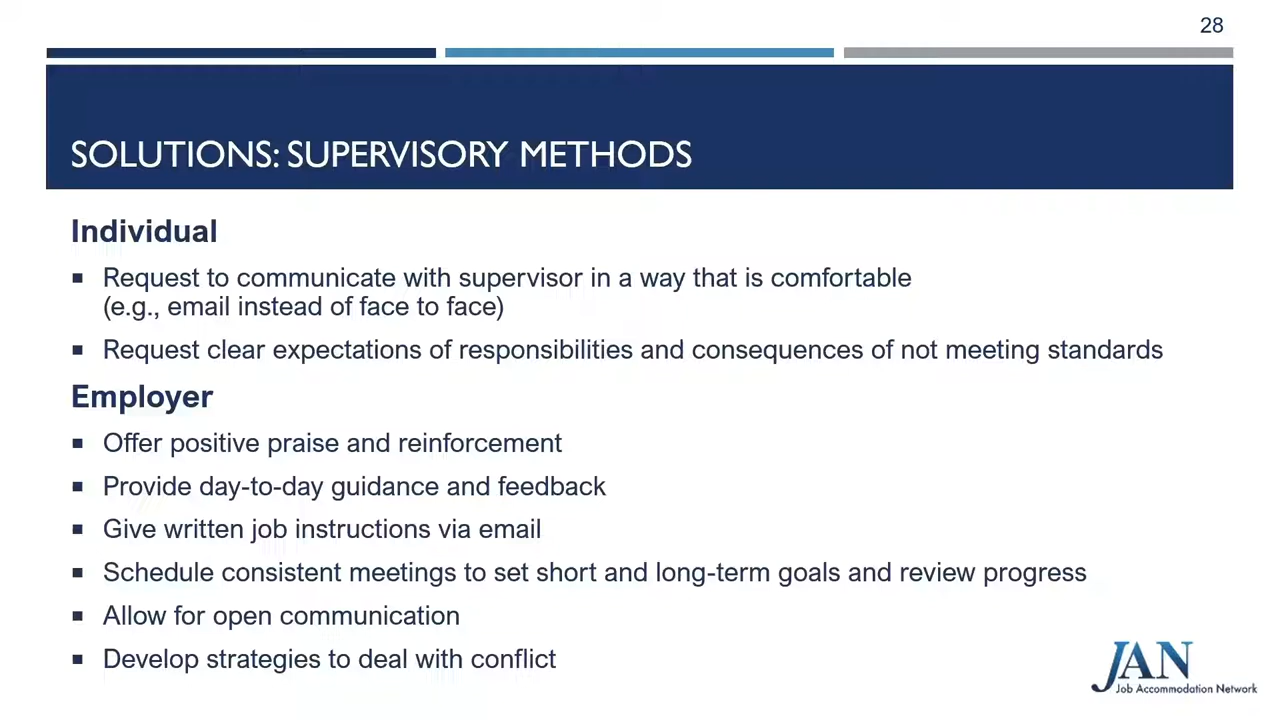 28
SOLUTIONS: SUPERVISORY METHODS
Individual
▪ Request to communicate with supervisor in a way that is comfortable
(e.g., email instead of face to face)
▪ Request clear expectations of responsibilities and consequences of not meeting standards
Employer
▪ Offer positive praise and reinforcement
▪ Provide day-to-day guidance and feedback
▪ Give written job instructions via email
▪ Schedule consistent meetings to set short and long-term goals and review progress
▪ Allow for open communication
▪ Develop strategies to deal with conflict
JAN
Job Accommodation Network